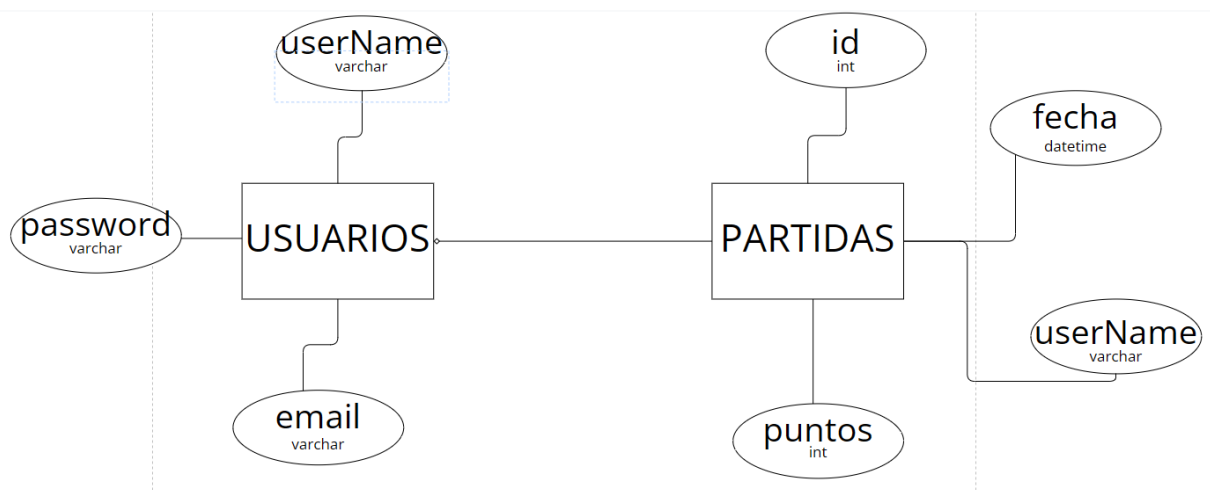 userName
varchar
id
int
fecha
datetime
password
varchar
USUARIOS
PARTIDAS
userName
varchar
email
varchar
puntos
int